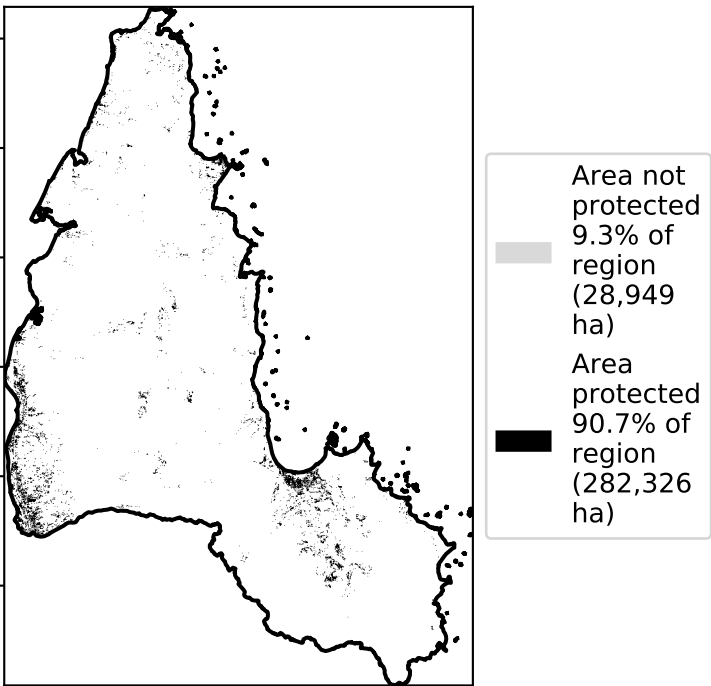 Area not
protected
9.3% of
region
(28,949
ha)
Area
protected
90.7% of
region
(282,326
ha)